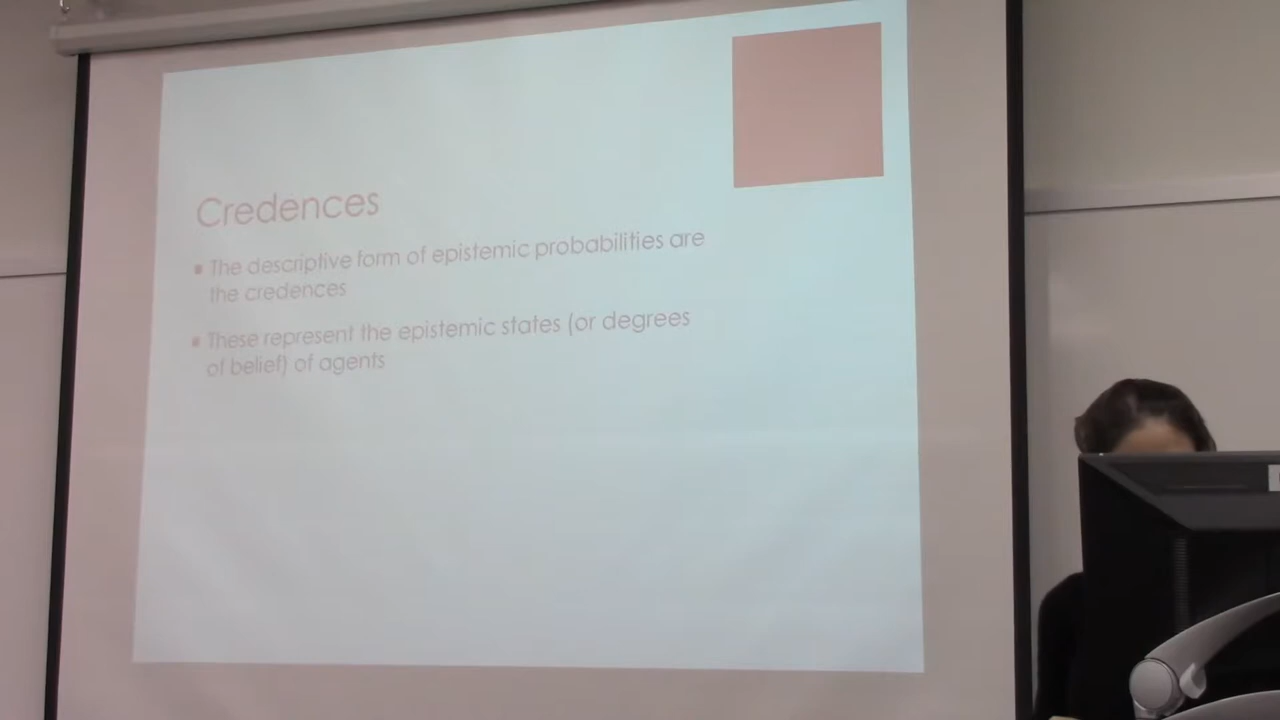 Credences
The descriptive form of epistemic probabilities are
the credences
These represent the epistemic states (or degrees
of belief) of agents